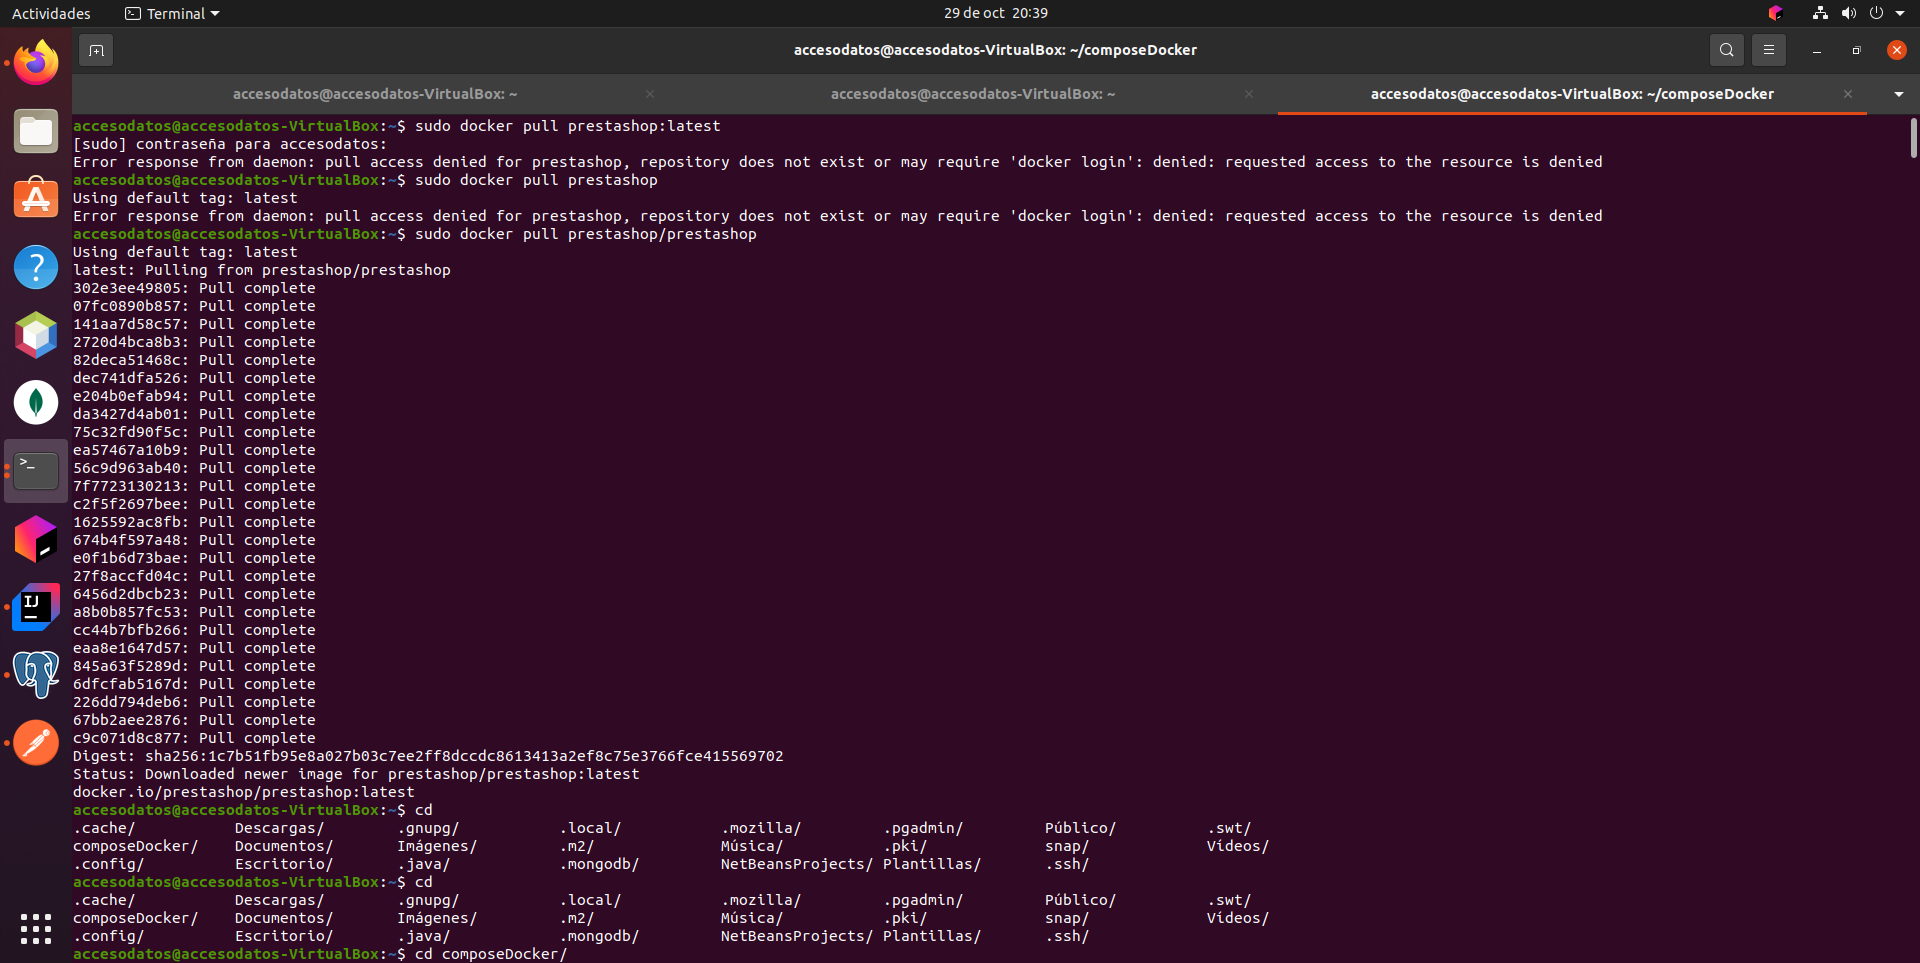 Actividades Terminal 29 de oct 20:39
accesodatos@accesodatos-VirtualBox: ~/composeDocker
accesodatos@accesodatos-VirtualBox: ~ accesodatos@accesodatos-VirtualBox: ~ accesodatos@accesodatos-VirtualBox: ~/composeDocker
accesodatos@accesodatos-VirtualBox:~$ sudo docker pull prestashop:latest
[sudo] contraseña para accesodatos:
Error response from daemon: pull access denied for prestashop, repository does not exist or may require 'docker login': denied: requested access to the resource is denied
accesodatos@accesodatos-VirtualBox:~$ sudo docker pull prestashop
Using default tag: latest
Error response from daemon: pull access denied for prestashop, repository does not exist or may require 'docker login': denied: requested access to the resource is denied
accesodatos@accesodatos-VirtualBox:~$ sudo docker pull prestashop/prestashop
Using default tag: latest
latest: Pulling from prestashop/prestashop
302e3ee49805: Pull complete
07fc0890b857: Pull complete
141aa7d58c57: Pull complete
2720d4bca8b3: Pull complete
82deca51468c: Pull complete
dec741dfa526: Pull complete
e204b0efab94: Pull complete
da3427d4ab01: Pull complete
75c32fd90f5c: Pull complete
ea57467a10b9: Pull complete
56c9d963ab40: Pull complete
7f7723130213: Pull complete
c2f5f2697bee: Pull complete
1625592ac8fb: Pull complete
674b4f597a48: Pull complete
e0f1b6d73bae: Pull complete
27f8accfd04c: Pull complete
6456d2dbcb23: Pull complete
a8b0b857fc53: Pull complete
cc44b7bfb266: Pull complete
eaa8e1647d57: Pull complete
845a63f5289d: Pull complete
6dfcfab5167d: Pull complete
226dd794deb6: Pull complete
67bb2aee2876: Pull complete
c9c071d8c877: Pull complete
Digest: sha256:1c7b51fb95e8a027b03c7ee2ff8dccdc8613413a2ef8c75e3766fce415569702
Status: Downloaded newer image for prestashop/prestashop:latest
docker.io/prestashop/prestashop:latest
accesodatos@accesodatos-VirtualBox:~$ cd
.cache/ Descargas/ .gnupg/ .local/ .mozilla/ .pgadmin/ Público/ .swt/
composeDocker/ Documentos/ Imágenes/ .m2/ Música/ .pki/ snap/ Vídeos/
.config/ Escritorio/ .java/ .mongodb/ NetBeansProjects/ Plantillas/ .ssh/
accesodatos@accesodatos-VirtualBox:~$ cd
.cache/ Descargas/ .gnupg/ .local/ .mozilla/ .pgadmin/ Público/ .swt/
composeDocker/ Documentos/ Imágenes/ .m2/ Música/ .pki/ snap/ Vídeos/
.config/ Escritorio/ .java/ .mongodb/ NetBeansProjects/ Plantillas/ .ssh/
accesodatos@accesodatos-VirtualBox:~$ cd composeDocker/
IJ